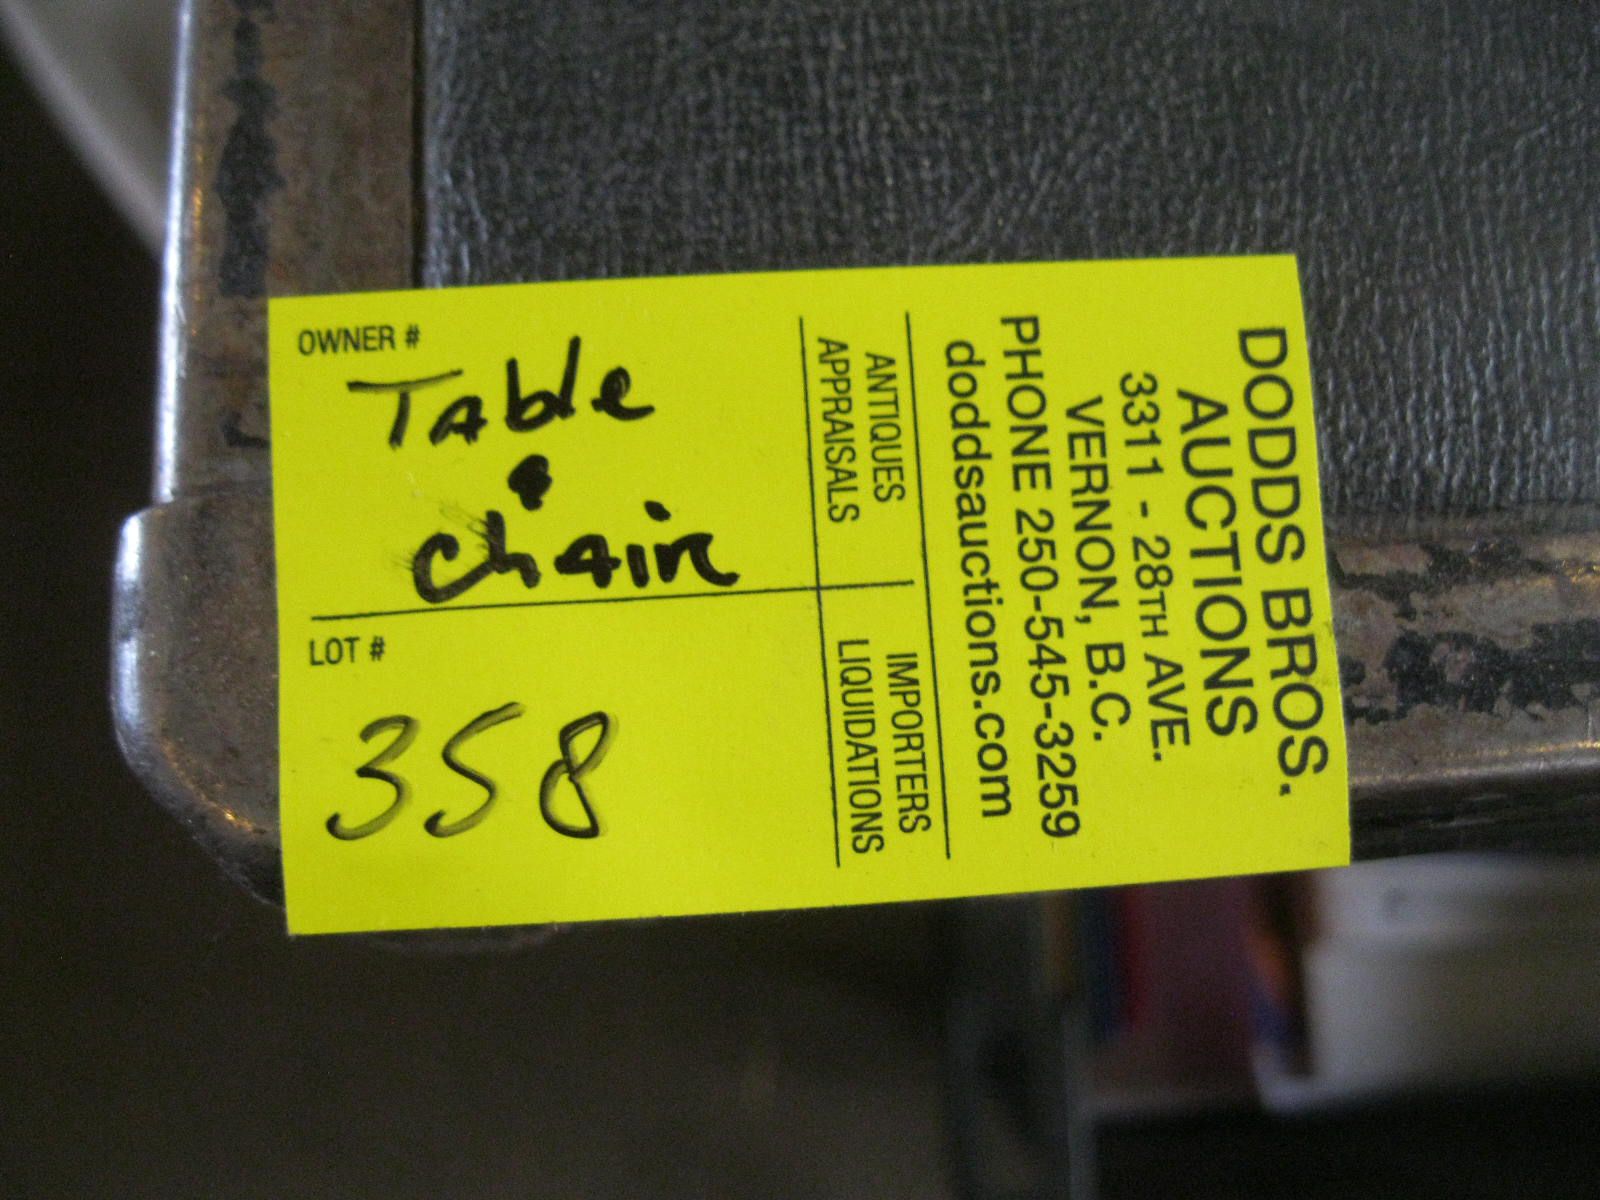 OWNER #
Table
&
chair
LOT #
358
ANTIQUES
APPRAISALS
IMPORTERS
LIQUIDATIONS
DODDS BROS.
AUCTIONS
3311 - 28TH AVE.
VERNON, B.C.
PHONE 250-545-3259
doddsauctions.com